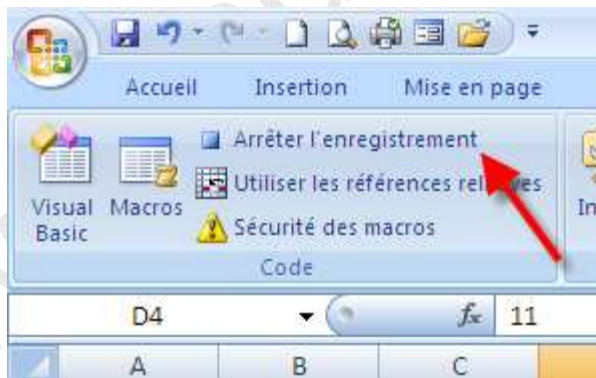 Accueil Insertion Mise en page
Arrêter l'enregistrement
Utiliser les références
Visual Basic Macros
Sécurité des macros
Code
D4 fx 11
A B C